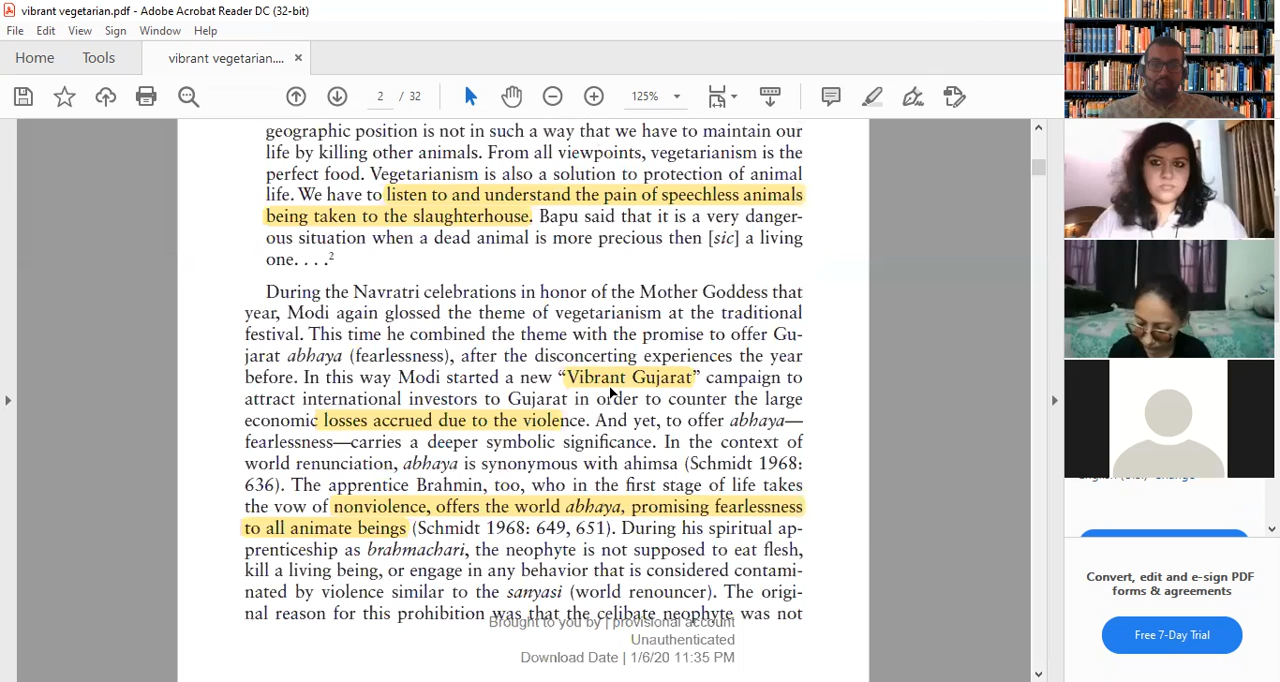 vibrant vegetarian.pdf - Adobe Acrobat Reader DC (32-bit)
File Edit View Sign Window Help
Home Tools vibrant vegetarian.... ×
2 / 32 125%
geographic position is not in such a way that we have to maintain our
life by killing other animals. From all viewpoints, vegetarianism is the
perfect food. Vegetarianism is also a solution to protection of animal
life. We have to listen to and understand the pain of speechless animals
being taken to the slaughterhouse. Bapu said that it is a very danger-
ous situation when a dead animal is more precious then [sic] a living
one. . . .2
During the Navratri celebrations in honor of the Mother Goddess that
year, Modi again glossed the theme of vegetarianism at the traditional
festival. This time he combined the theme with the promise to offer Gu-
jarat abhaya (fearlessness), after the disconcerting experiences the year
before. In this way Modi started a new “Vibrant Gujarat” campaign to
attract international investors to Gujarat in order to counter the large
economic losses accrued due to the violence. And yet, to offer abhaya—
fearlessness—carries a deeper symbolic significance. In the context of
world renunciation, abhaya is synonymous with ahimsa (Schmidt 1968:
636). The apprentice Brahmin, too, who in the first stage of life takes
the vow of nonviolence, offers the world abhaya, promising fearlessness
to all animate beings (Schmidt 1968: 649, 651). During his spiritual ap-
prenticeship as brahmachari, the neophyte is not supposed to eat flesh,
kill a living being, or engage in any behavior that is considered contami-
nated by violence similar to the sanyasi (world renouncer). The origi-
nal reason for this prohibition was that the celibate neophyte was not
Brought to you by | provisional account
Unauthenticated
Download Date | 1/6/20 11:35 PM
Convert, edit and e-sign PDF
forms & agreements
Free 7-Day Trial